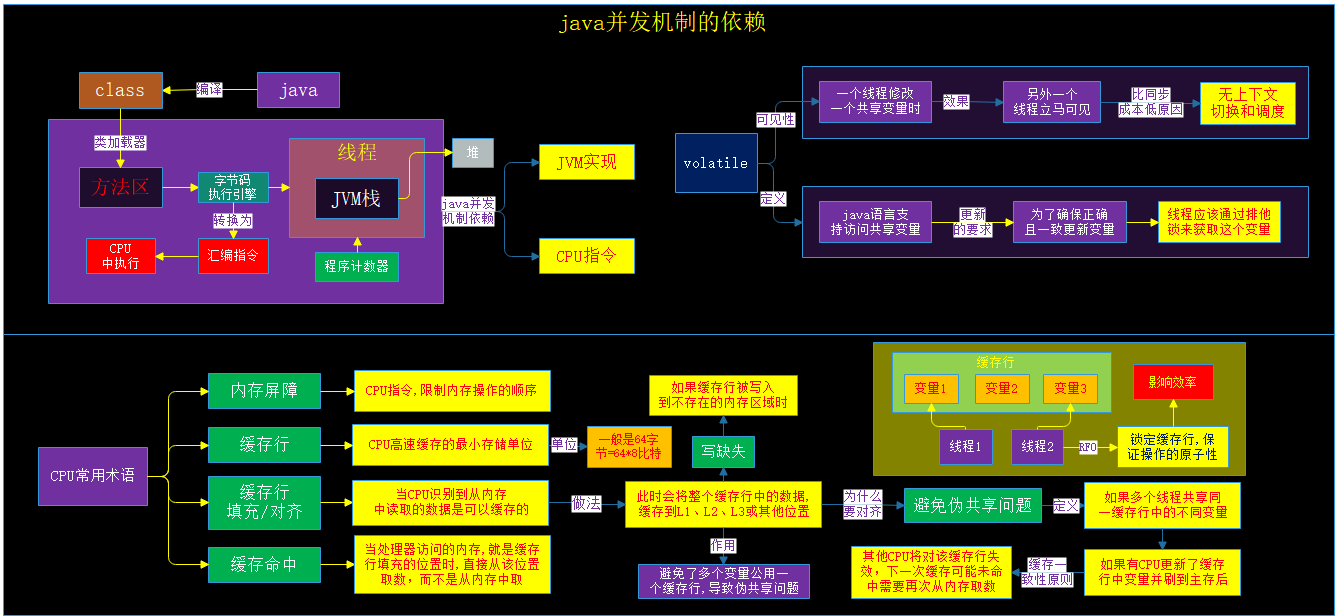 java并发机制的依赖
class
编译
java
类加载器
方法区
字节码
执行引擎
转换为
汇编指令
CPU
中执行
线程
JVM栈
程序计数器
堆
java并发
机制依赖
JVM实现
CPU指令
volatile
可见性
一个线程修改
一个共享变量时
效果
另外一个
线程立马可见
比同步
成本低原因
无上下文
切换和调度
定义
java语言支
持访问共享变量
更新
的要求
为了确保正确
且一致更新变量
线程应该通过排他
锁来获取这个变量
CPU常用术语
内存屏障
CPU指令,限制内存操作的顺序
缓存行
CPU高速缓存的最小存储单位
单位
一般是64字
节=64*8比特
缓存行
填充/对齐
当CPU识别到从内存
中读取的数据是可以缓存的
做法
此时会将整个缓存行中的数据,
缓存到L1、L2、L3或其他位置
写缺失
如果缓存行被写入
到不存在的内存区域时
作用
避免了多个变量公用一
个缓存行,导致伪共享问题
为什么
要对齐
避免伪共享问题
定义
如果多个线程共享同
一缓存行中的不同变量
如果有CPU更新了缓存
行中变量并刷到主存后
缓存一
致性原则
其他CPU将对该缓存行失
效，下一次缓存可能未命
中需要再次从内存取数
缓存命中
当处理器访问的内存,就是缓存
行填充的位置时,直接从该位置
取数，而不是从内存中取
缓存行
变量1
变量2
变量3
线程1
线程2
RFO
锁定缓存行,保
证操作的原子性
影响效率